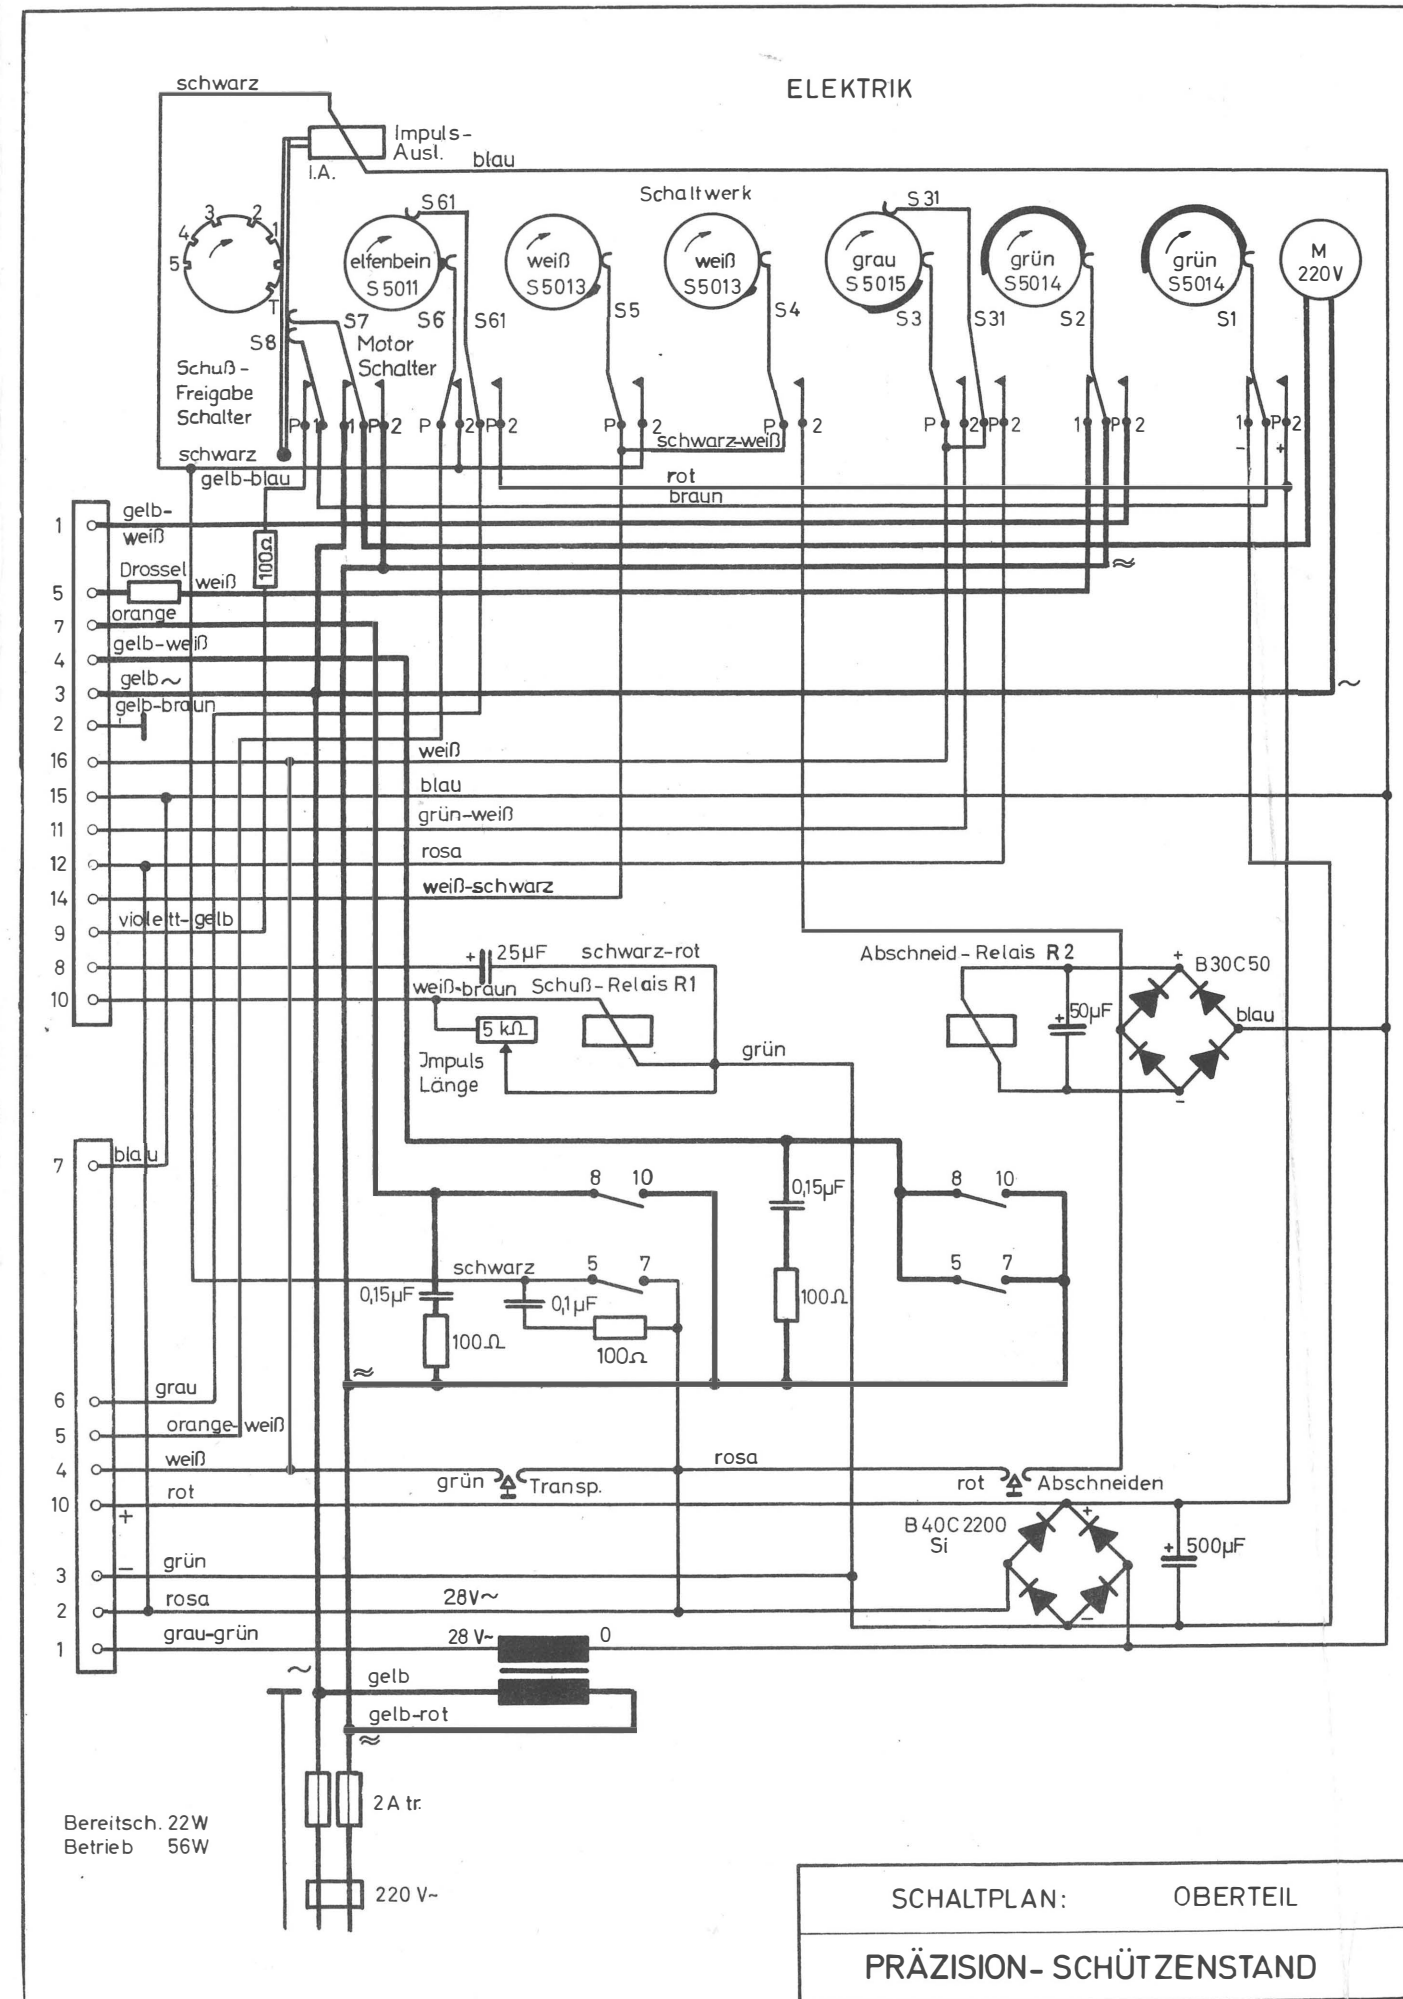 ELEKTRIK
schwarz
Impuls-
Ausl.
I.A.
blau
Schaltwerk
S61
S31
3 2
4 1
5
T
elfenbein
S5011
weiß
S5013
weiß
S5013
grau
S5015
grün
S5014
grün
S5014
M
220V
S8
S7
S6
S61
S5
S4
S3
S31
S2
S1
Motor
Schalter
Schuß-
Freigabe
Schalter
P 1 1 P 2 P 2 P 2 P 2 P 2 P 2 P 2 1 P 2 1 P 2
- +
schwarz
schwarz-weiß
gelb-blau
rot
braun
1 gelb-
weiß
100Ω
Drossel
5 weiß
≈
7 orange
4 gelb-weiß
3 gelb~
~
2 gelb-braun
16 weiß
15 blau
11 grün-weiß
12 rosa
14 weiß-schwarz
9 violett-gelb
8 + 25µF schwarz-rot
10 weiß-braun Schuß-Relais R1
5 kΩ
Jmpuls
Länge
grün
Abschneid-Relais R2
+ B30C50
+ 50µF
blau
-
7 blau
8 10
0,15µF
8 10
schwarz 5 7
5 7
0,15µF
0,1µF
100Ω
100Ω
100Ω
≈
6 grau
5 orange-weiß
4 weiß
grün Transp.
rosa
rot Abschneiden
10 rot
+
B40C2200
Si
+
+ 500µF
3 - grün
2 rosa 28V~
-
1 grau-grün 28 V~ 0
~
gelb
gelb-rot
≈
2A tr.
Bereitsch. 22W
Betrieb 56W
220 V~
SCHALTPLAN: OBERTEIL
PRÄZISION-SCHÜTZENSTAND